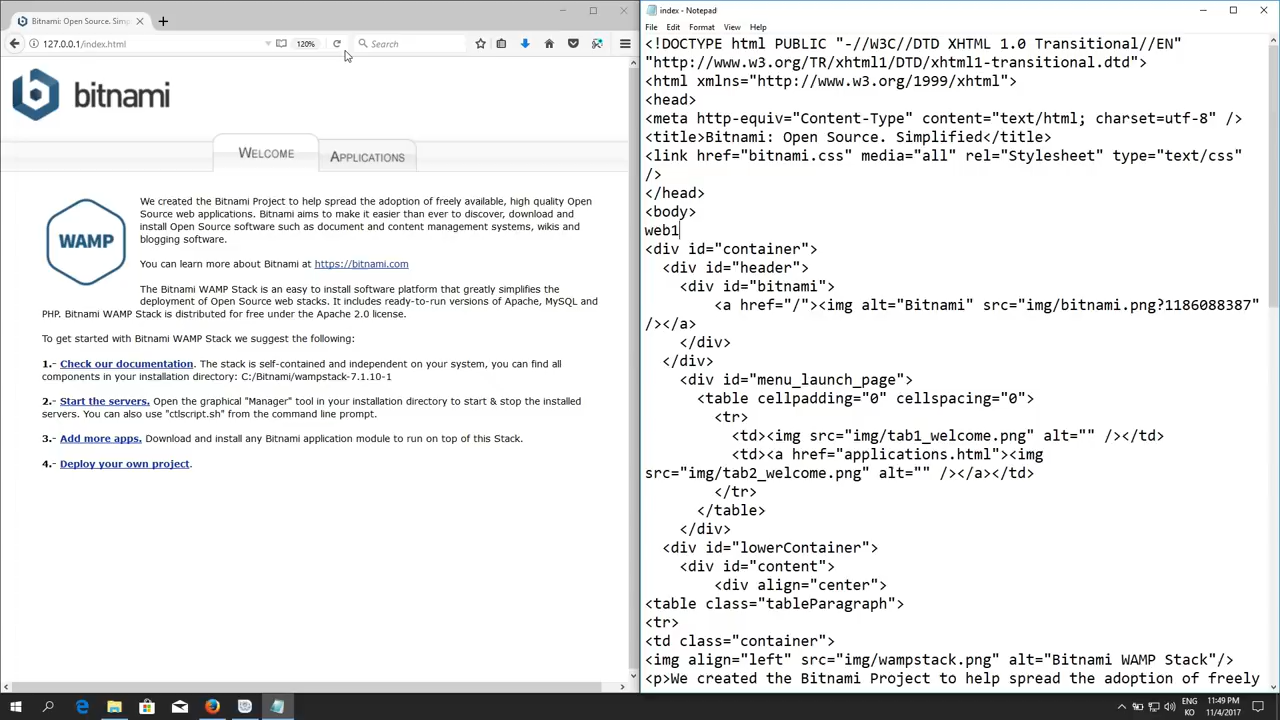 Bitnami: Open Source. Simp
127.0.0.1/index.html
120%
Search
bitnami
WELCOME
APPLICATIONS
WAMP
We created the Bitnami Project to help spread the adoption of freely available, high quality Open
Source web applications. Bitnami aims to make it easier than ever to discover, download and
install Open Source software such as document and content management systems, wikis and
blogging software.
You can learn more about Bitnami at https://bitnami.com
The Bitnami WAMP Stack is an easy to install software platform that greatly simplifies the
deployment of Open Source web stacks. It includes ready-to-run versions of Apache, MySQL and
PHP. Bitnami WAMP Stack is distributed for free under the Apache 2.0 license.
To get started with Bitnami WAMP Stack we suggest the following:
1.- Check our documentation. The stack is self-contained and independent on your system, you can find all
components in your installation directory: C:/Bitnami/wampstack-7.1.10-1
2.- Start the servers. Open the graphical "Manager" tool in your installation directory to start & stop the installed
servers. You can also use "ctlscript.sh" from the command line prompt.
3.- Add more apps. Download and install any Bitnami application module to run on top of this Stack.
4.- Deploy your own project.
index - Notepad
File Edit Format View Help
<!DOCTYPE html PUBLIC "-//W3C//DTD XHTML 1.0 Transitional//EN"
"http://www.w3.org/TR/xhtml1/DTD/xhtml1-transitional.dtd">
<html xmlns="http://www.w3.org/1999/xhtml">
<head>
<meta http-equiv="Content-Type" content="text/html; charset=utf-8" />
<title>Bitnami: Open Source. Simplified</title>
<link href="bitnami.css" media="all" rel="Stylesheet" type="text/css"
/>
</head>
<body>
web1
<div id="container">
<div id="header">
<div id="bitnami">
<a href="/"><img alt="Bitnami" src="img/bitnami.png?1186088387"
/></a>
</div>
</div>
<div id="menu_launch_page">
<table cellpadding="0" cellspacing="0">
<tr>
<td><img src="img/tab1_welcome.png" alt="" /></td>
<td><a href="applications.html"><img
src="img/tab2_welcome.png" alt="" /></a></td>
</tr>
</table>
</div>
<div id="lowerContainer">
<div id="content">
<div align="center">
<table class="tableParagraph">
<tr>
<td class="container">
<img align="left" src="img/wampstack.png" alt="Bitnami WAMP Stack"/>
<p>We created the Bitnami Project to help spread the adoption of freely
ENG
KO
11:49 PM
11/4/2017